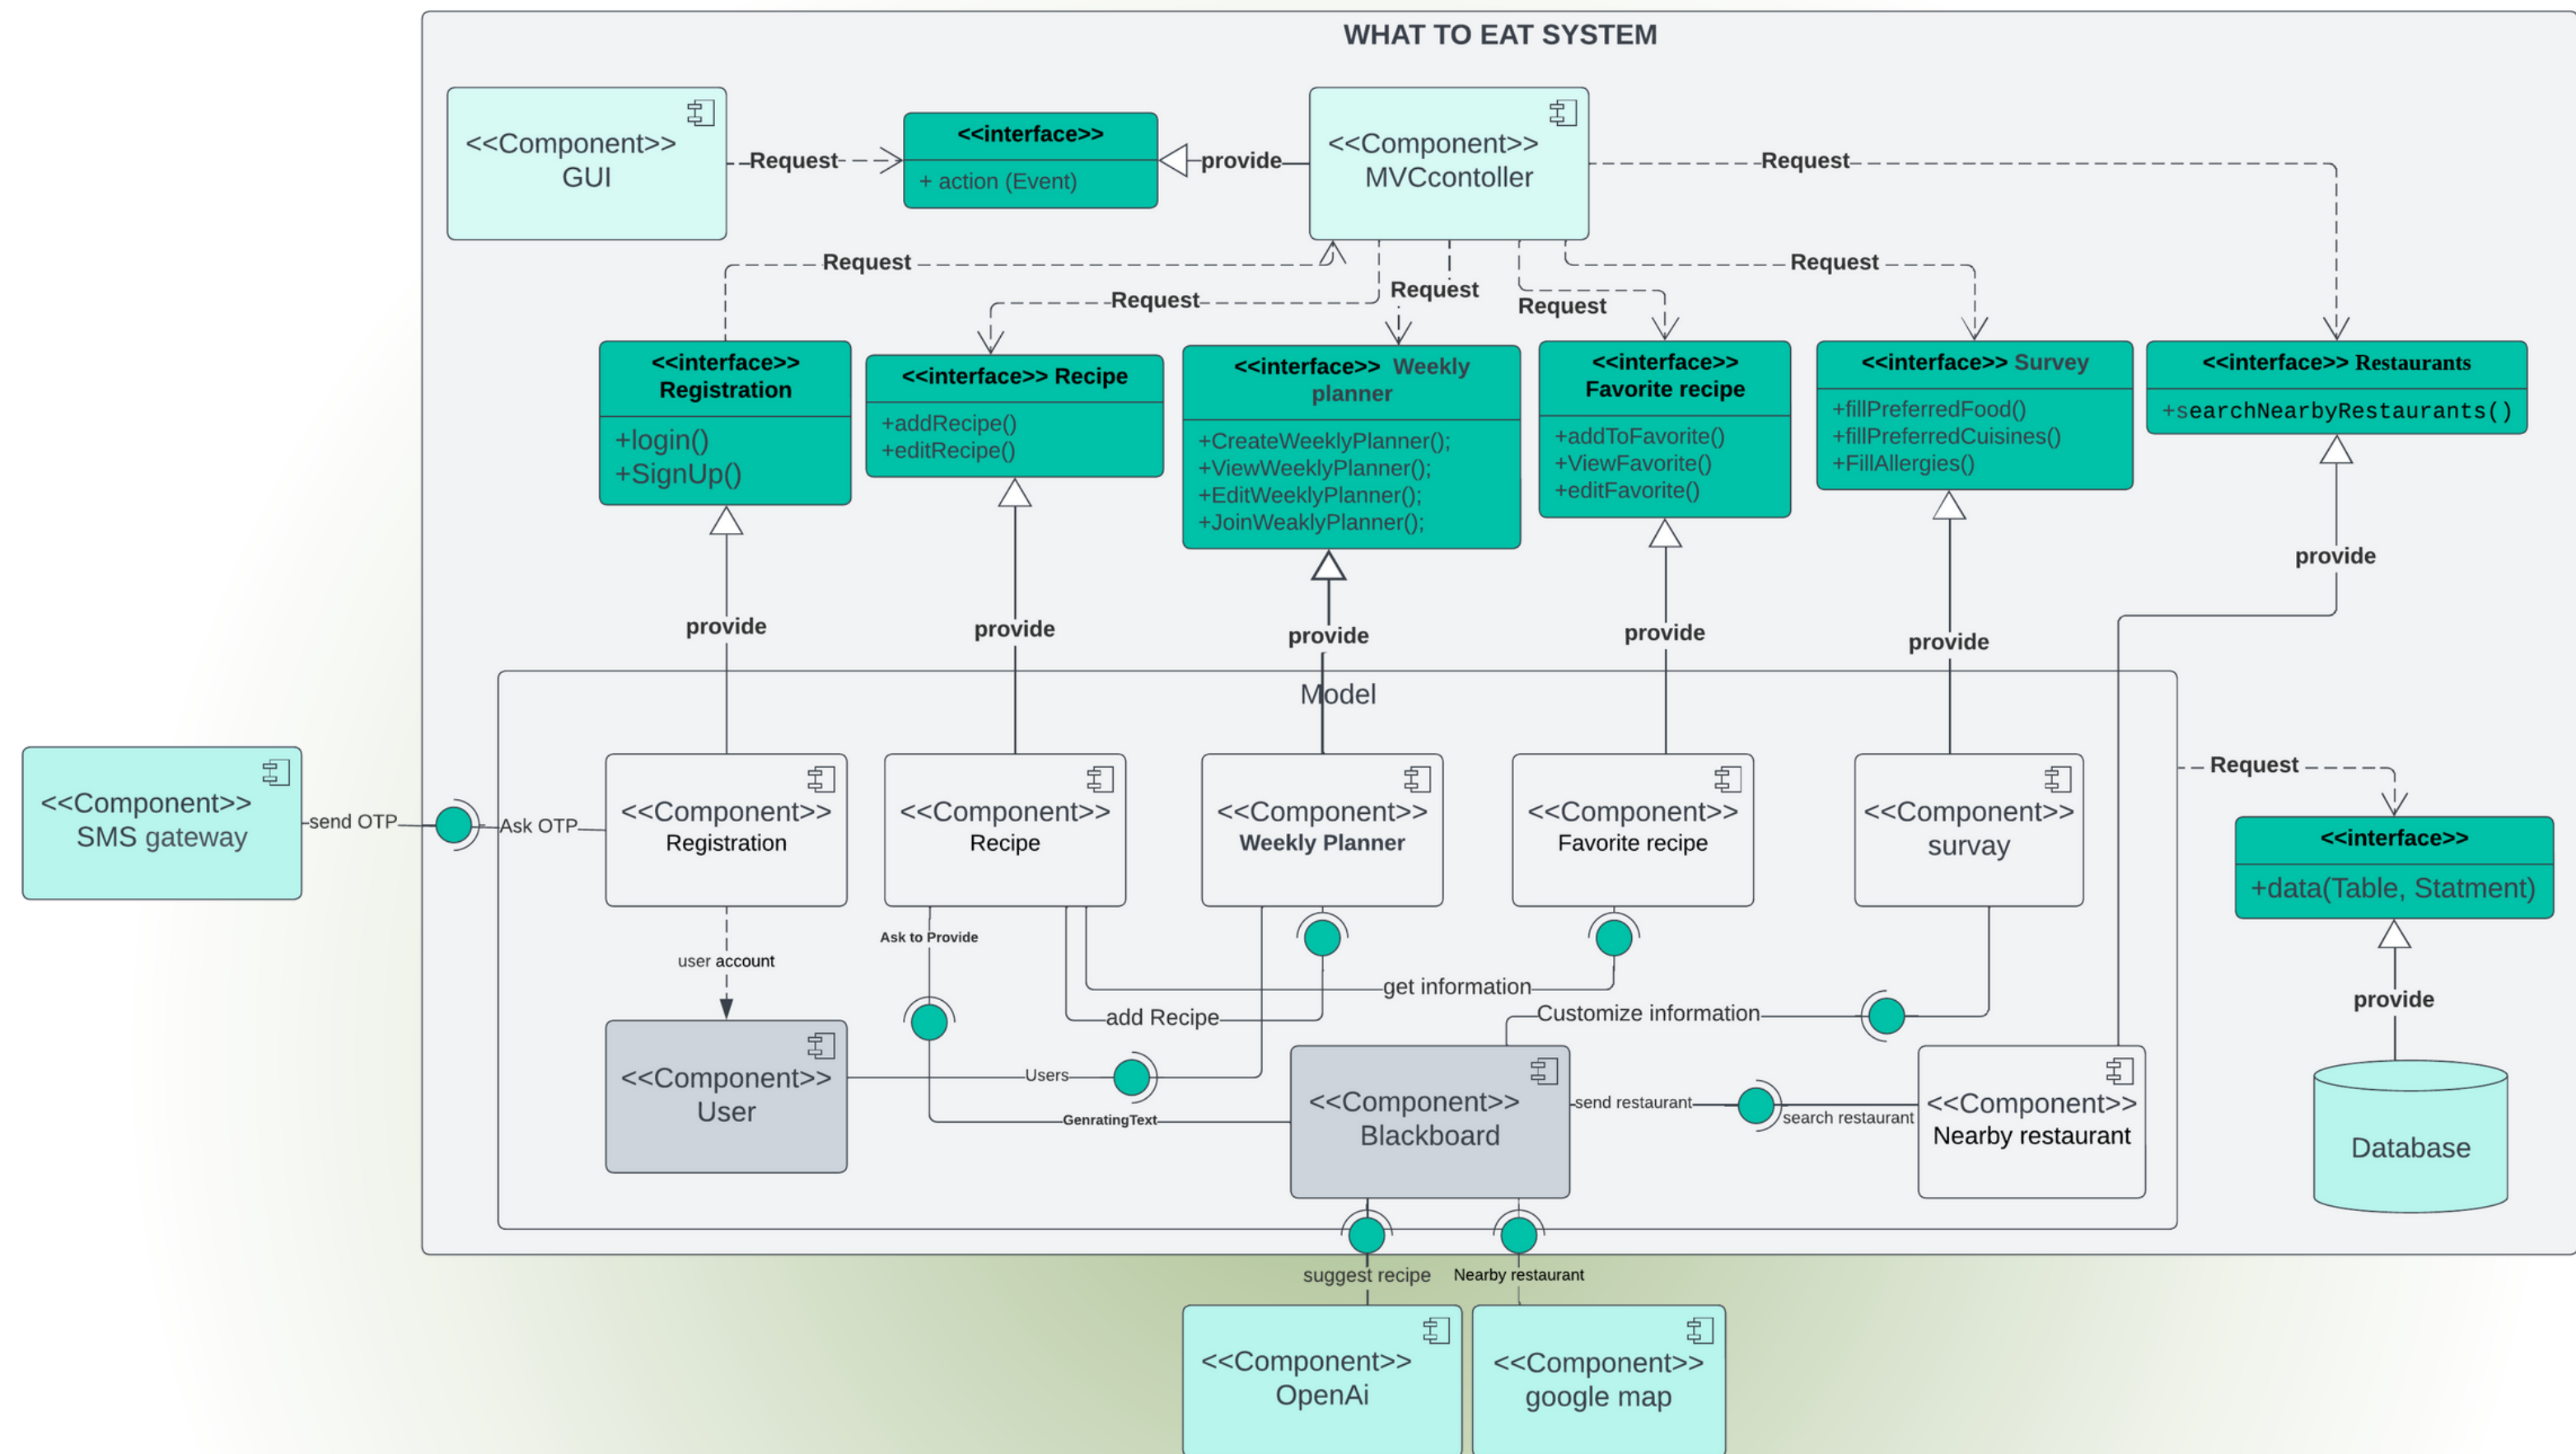 WHAT TO EAT SYSTEM
<<Component>>
GUI
Request
<<interface>>
+ action (Event)
provide
<<Component>>
MVCcontoller
Request
Request
Request
Request
Request
Request
<<interface>>
Registration
+login()
+SignUp()
<<interface>> Recipe
+addRecipe()
+editRecipe()
<<interface>> Weekly
planner
+CreateWeeklyPlanner();
+ViewWeeklyPlanner();
+EditWeeklyPlanner();
+JoinWeaklyPlanner();
<<interface>>
Favorite recipe
+addToFavorite()
+ViewFavorite()
+editFavorite()
<<interface>> Survey
+fillPreferredFood()
+fillPreferredCuisines()
+FillAllergies()
<<interface>> Restaurants
+searchNearbyRestaurants()
provide
provide
provide
provide
provide
provide
Model
<<Component>>
SMS gateway
send OTP
Ask OTP
<<Component>>
Registration
<<Component>>
Recipe
<<Component>>
Weekly Planner
<<Component>>
Favorite recipe
<<Component>>
survay
Request
<<interface>>
+data(Table, Statment)
provide
Database
user account
Ask to Provide
get information
add Recipe
Customize information
<<Component>>
User
Users
GenratingText
<<Component>>
Blackboard
send restaurant
search restaurant
<<Component>>
Nearby restaurant
suggest recipe
Nearby restaurant
<<Component>>
OpenAi
<<Component>>
google map